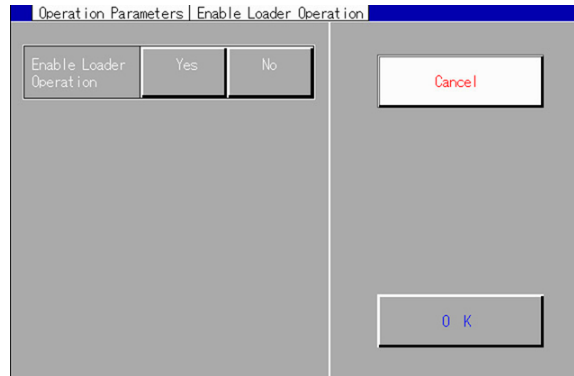 Operation Parameters | Enable Loader Operation
Enable Loader
Operation
Yes
No
Cancel
O K